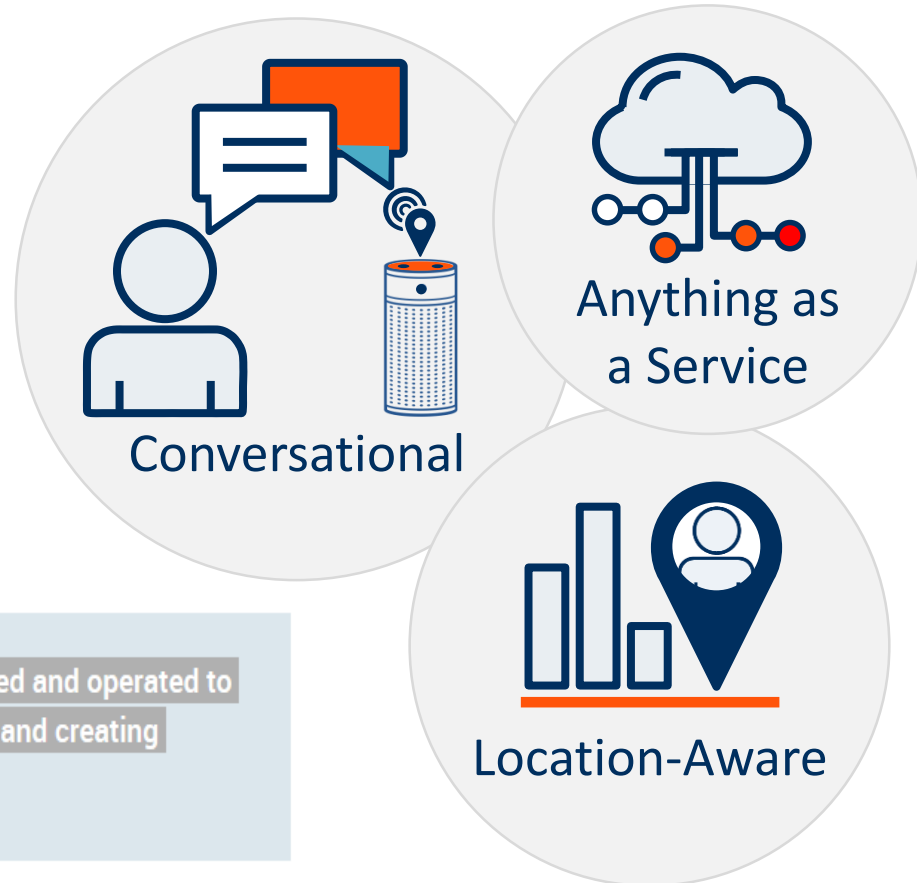 Anything as
a Service
Conversational
ed and operated to
and creating
Location-Aware